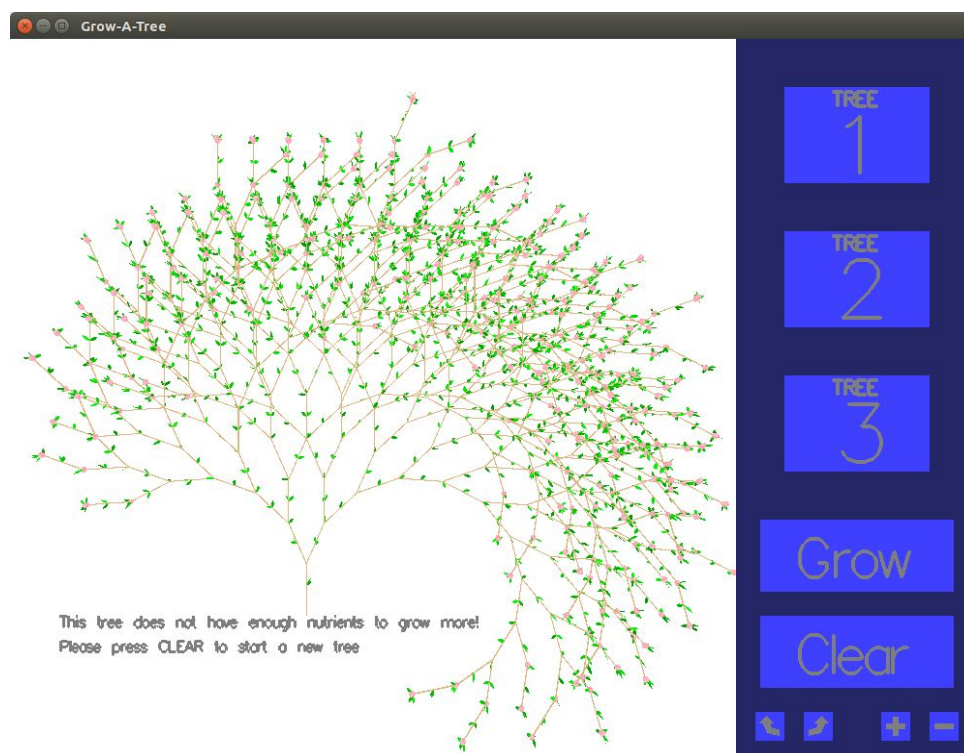 Grow-A-Tree
TREE
1
TREE
2
TREE
3
Grow
Clear
This tree does not have enough nutrients to grow more!
Please press CLEAR to start a new tree